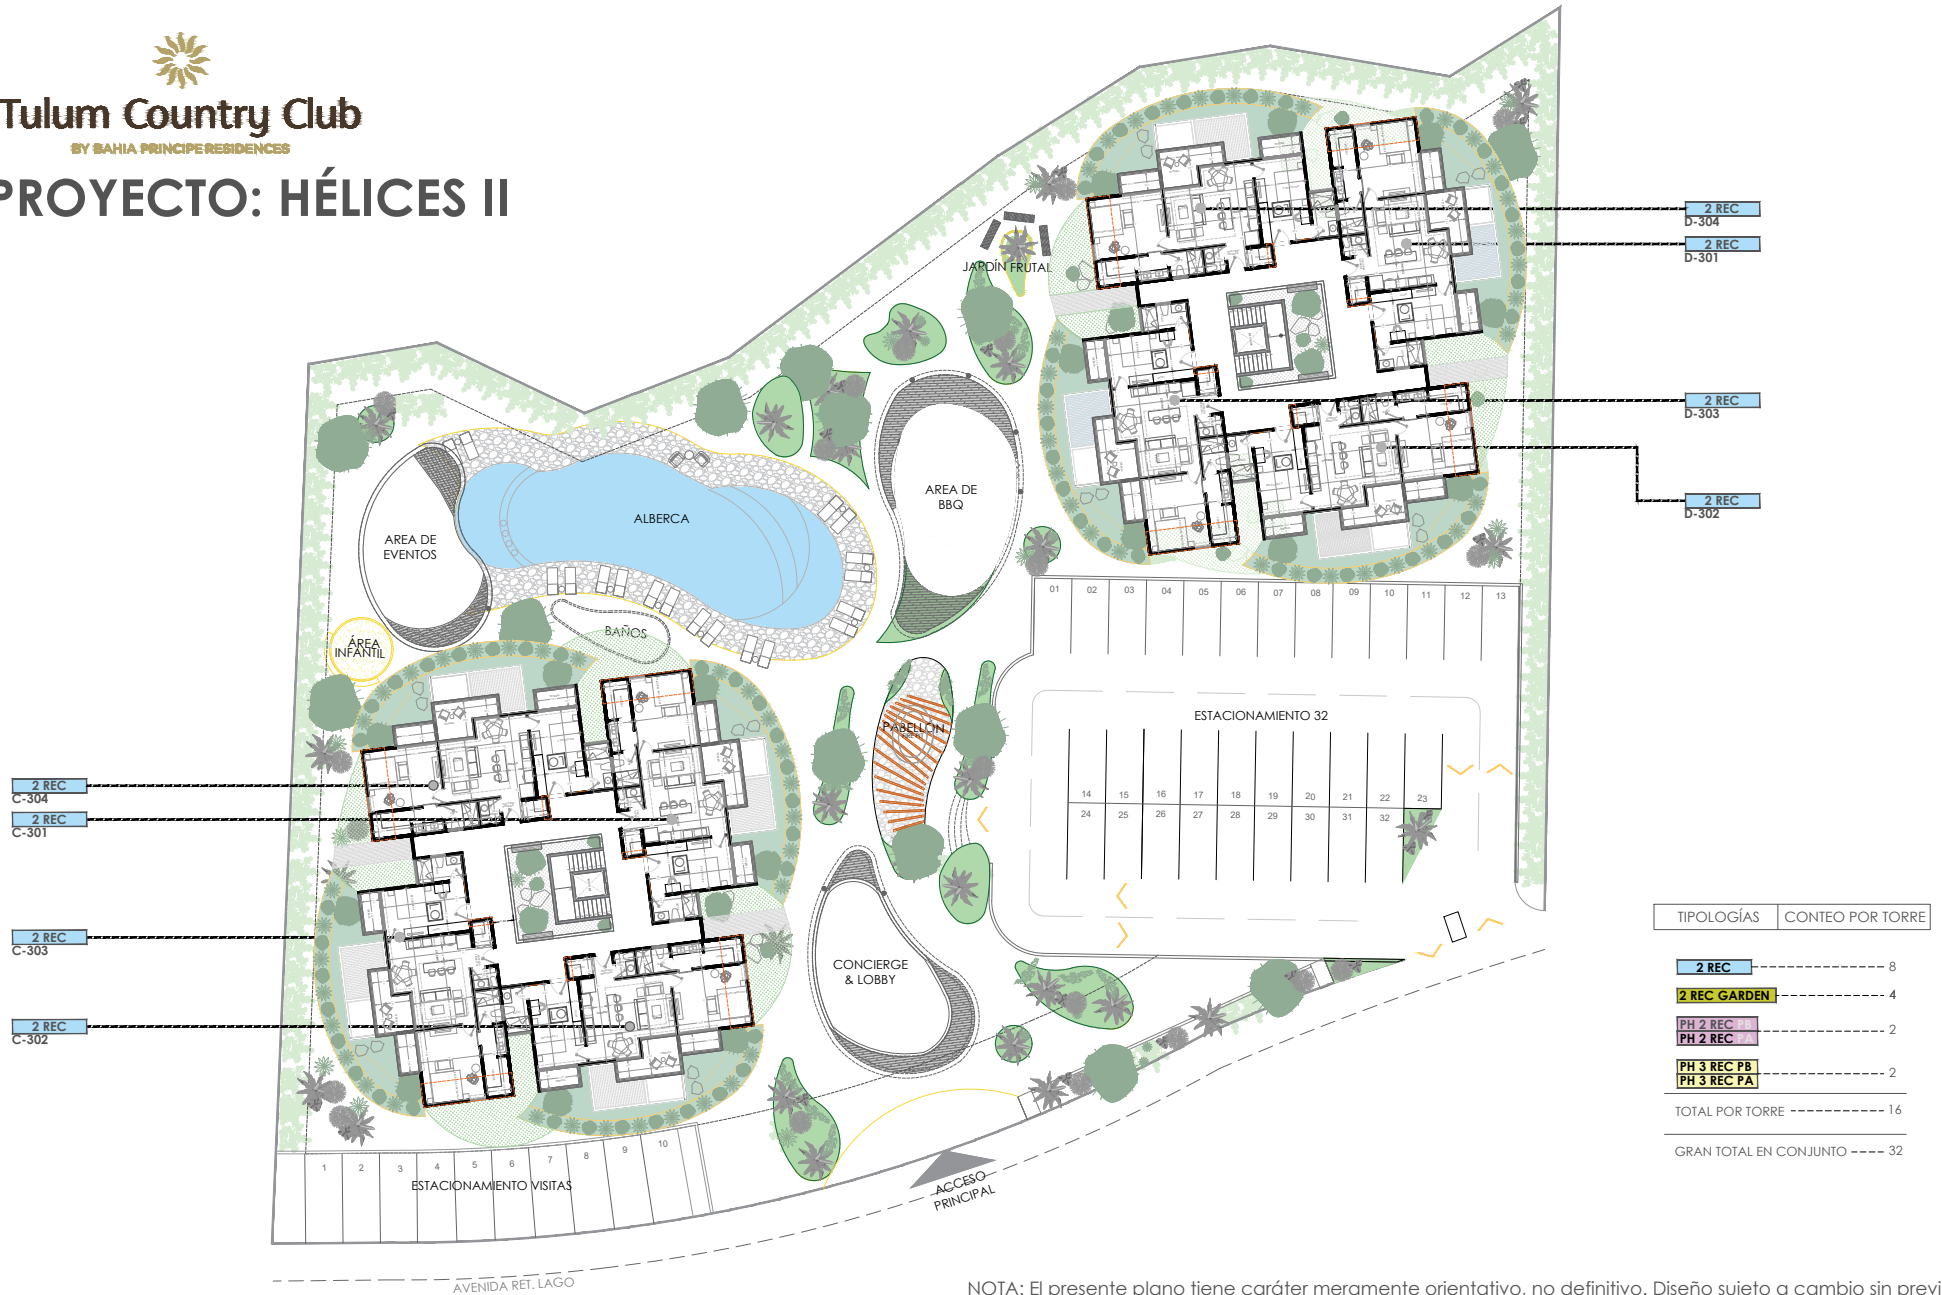 Tulum Country Club
BY BAHIA PRINCIPE RESIDENCES
PROYECTO: HÉLICES II
2 REC
D-304
2 REC
D-301
2 REC
D-303
2 REC
D-302
JARDÍN FRUTAL
AREA DE
BBQ
ALBERCA
AREA DE
EVENTOS
BAÑOS
ÁREA
INFANTIL
01 02 03 04 05 06 07 08 09 10 11 12 13
ESTACIONAMIENTO 32
PABELLÓN
14 15 16 17 18 19 20 21 22 23
24 25 26 27 28 29 30 31 32
2 REC
C-304
2 REC
C-301
2 REC
C-303
2 REC
C-302
CONCIERGE
& LOBBY
TIPOLOGÍAS CONTEO POR TORRE
2 REC 8
2 REC GARDEN 4
PH 2 REC PB
PH 2 REC PA 2
PH 3 REC PB
PH 3 REC PA 2
TOTAL POR TORRE 16
GRAN TOTAL EN CONJUNTO 32
1 2 3 4 5 6 7 8 9 10
ESTACIONAMIENTO VISITAS
ACCESO
PRINCIPAL
AVENIDA RET. LAGO
NOTA: El presente plano tiene caráter meramente orientativo, no definitivo. Diseño sujeto a cambio sin previ